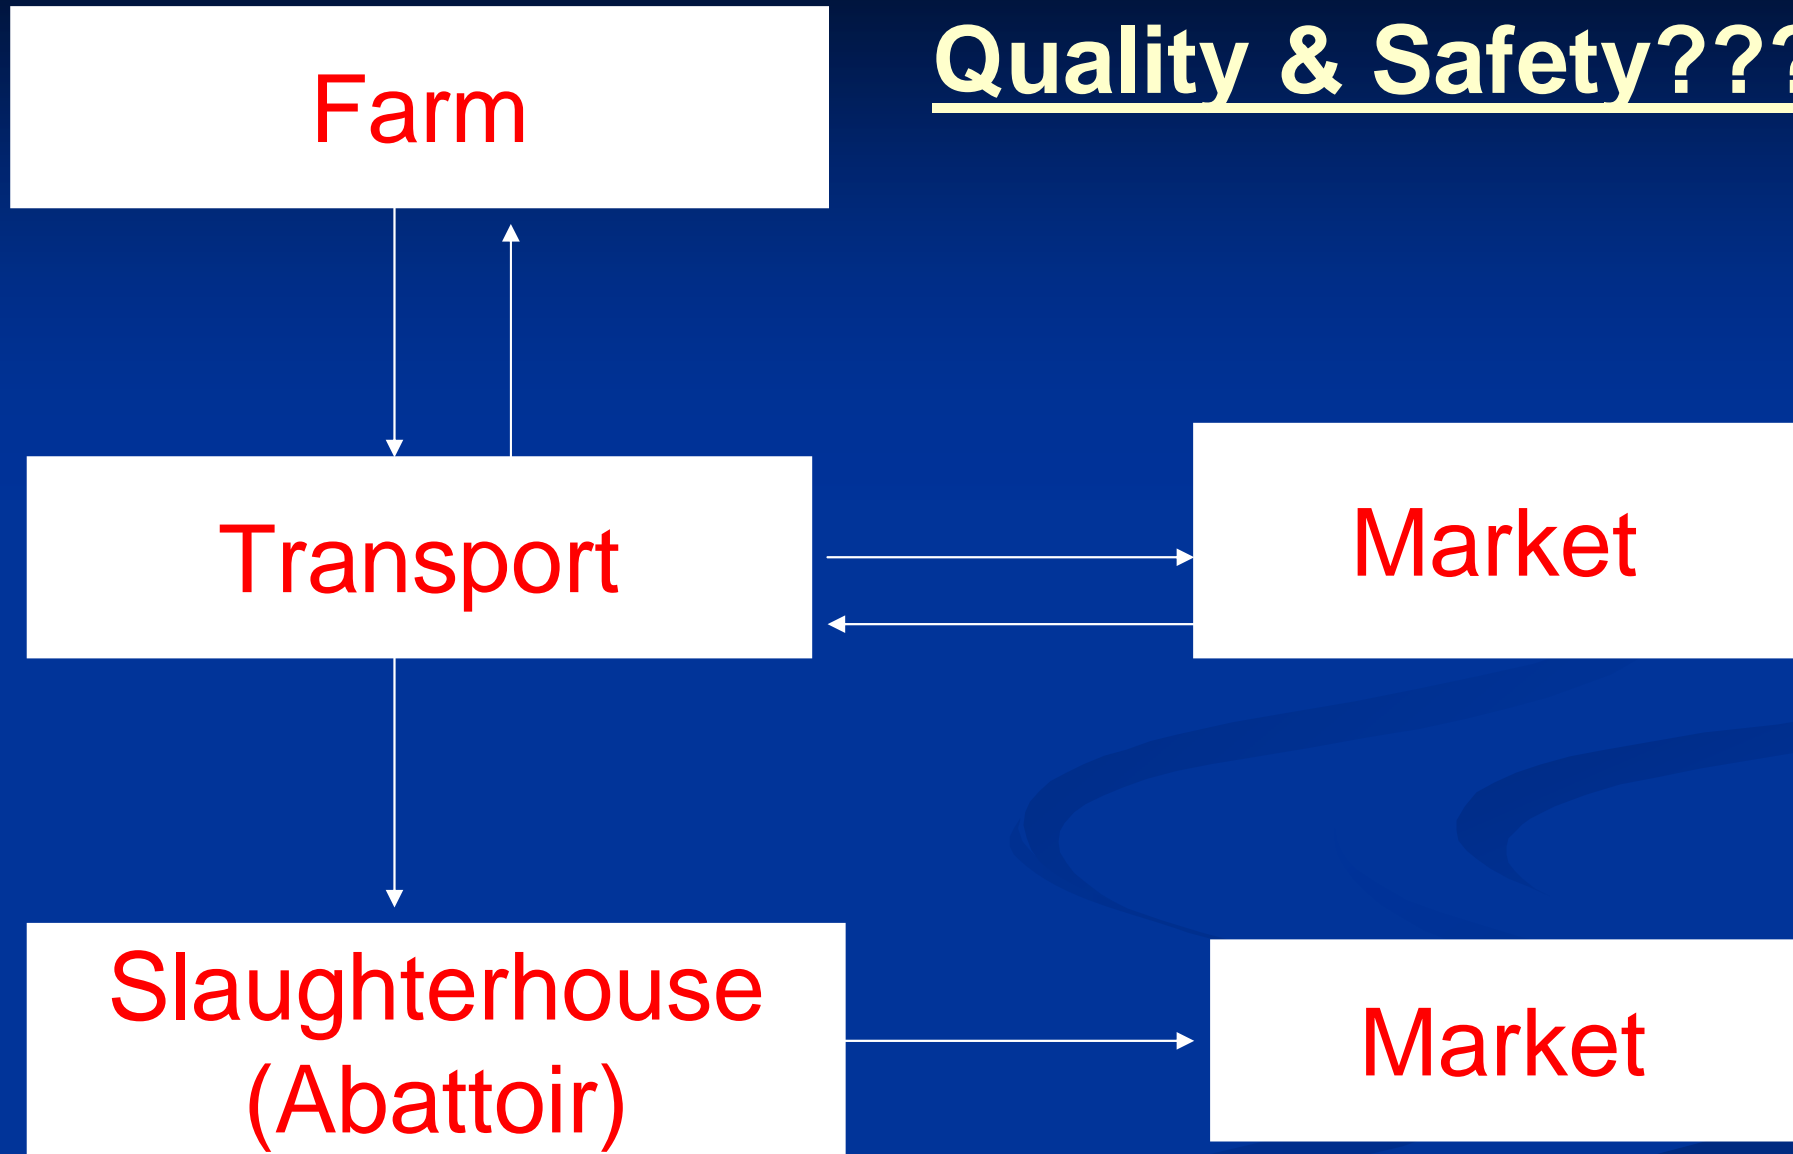 Quality & Safety???
Farm
Transport
Market
Slaughterhouse
(Abattoir)
Market